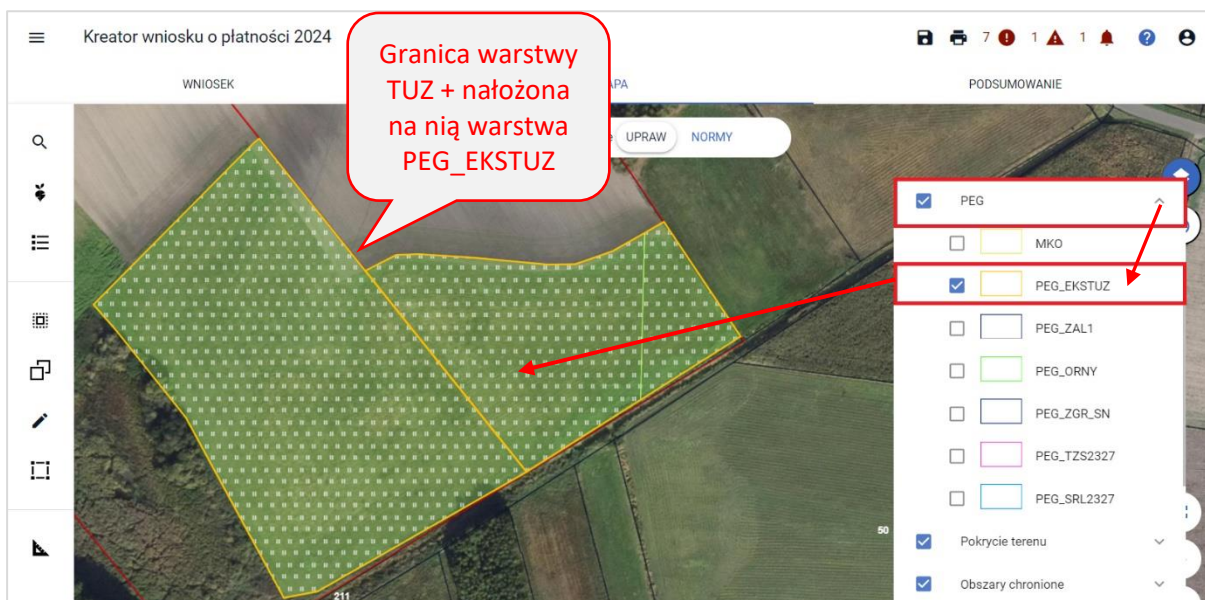 Kreator wniosku o płatności 2024
7
1
1
WNIOSEK
PODSUMOWANIE
Granica warstwy
TUZ + nałożona
na nią warstwa
PEG_EKSTUZ
UPRAW
NORMY
PEG
MKO
PEG_EKSTUZ
PEG_ZAL1
PEG_ORNY
PEG_ZGR_SN
PEG_TZS2327
PEG_SRL2327
Pokrycie terenu
Obszary chronione
50
211